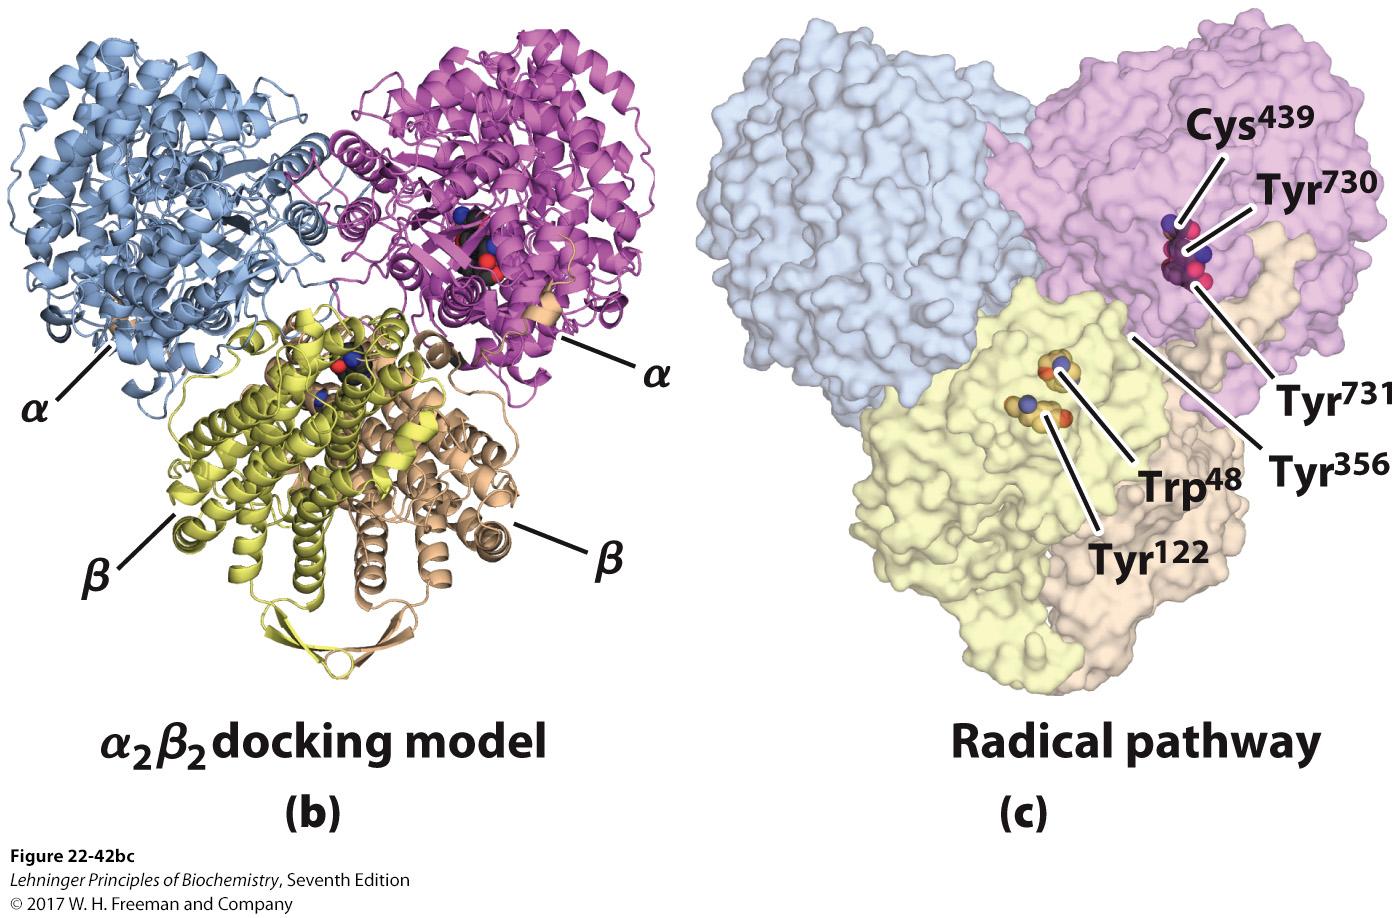 α
α
β
β
α₂β₂ docking model
(b)
Cys⁴³⁹
Tyr⁷³⁰
Tyr⁷³¹
Tyr³⁵⁶
Trp⁴⁸
Tyr¹²²
Radical pathway
(c)
Figure 22-42bc
Lehninger Principles of Biochemistry, Seventh Edition
© 2017 W. H. Freeman and Company